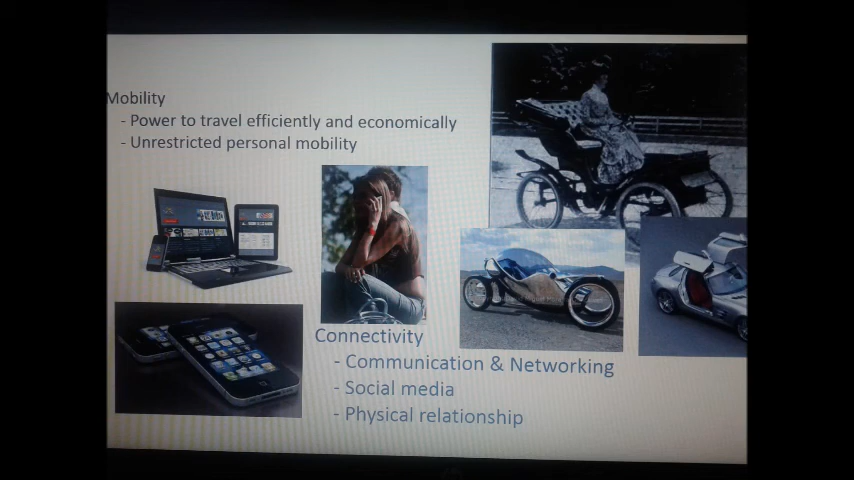 Mobility
- Power to travel efficiently and economically
- Unrestricted personal mobility
Connectivity
- Communication & Networking
- Social media
- Physical relationship